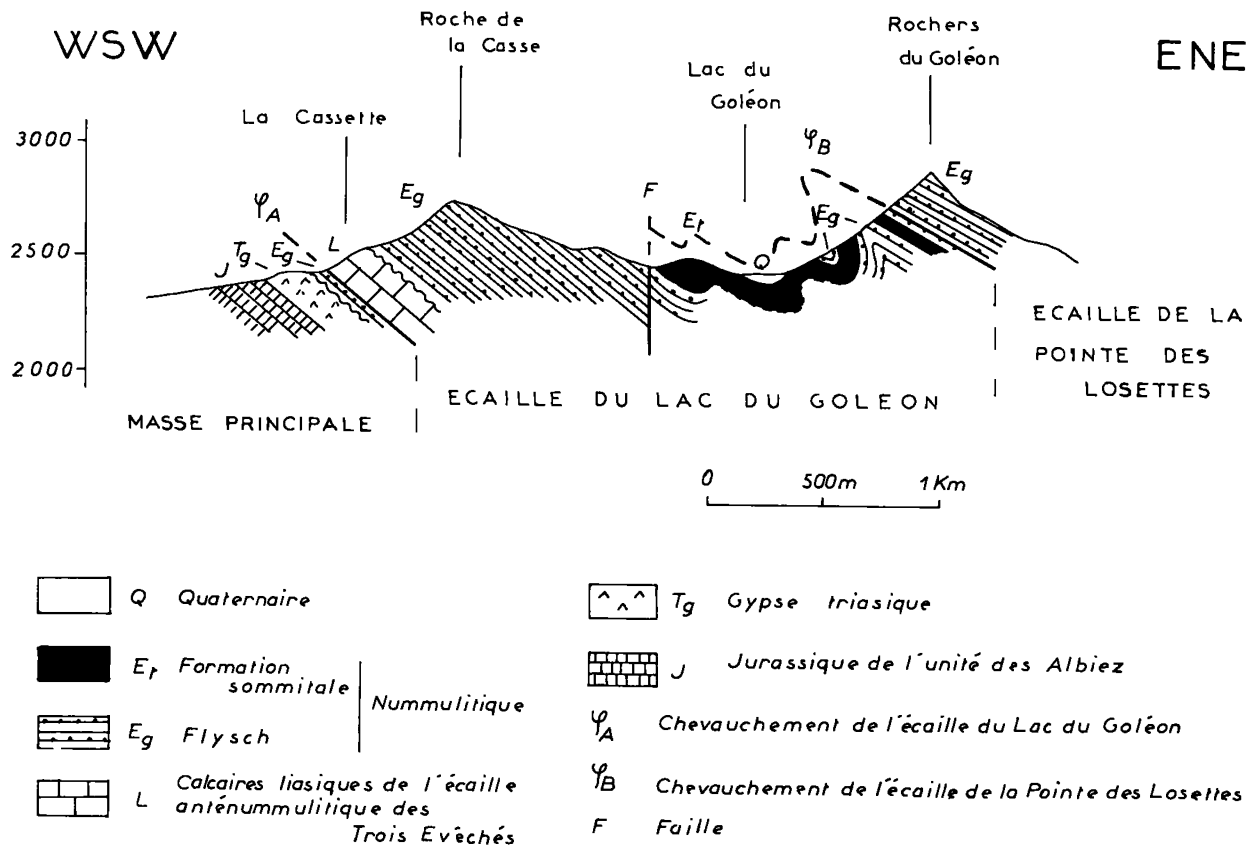 WSW
Roche de
la Casse
Rochers
du Goléon
ENE
Lac du
Goléon
La Cassette
3000
2500
2000
φA
Eg
F
Er
φB
Eg
Eg
J
Tg
Eg
L
Q
ECAILLE DE LA
POINTE DES
LOSETTES
ECAILLE DU LAC DU GOLEON
MASSE PRINCIPALE
0 500m 1 Km
Q Quaternaire
Er Formation
sommitale
Nummulitique
Eg Flysch
L Calcaires liasiques de l'écaille
anténummulitique des
Trois Evêchés
Tg Gypse triasique
J Jurassique de l'unité des Albiez
φA Chevauchement de l'écaille du Lac du Goléon
φB Chevauchement de l'écaille de la Pointe des Losettes
F Faille